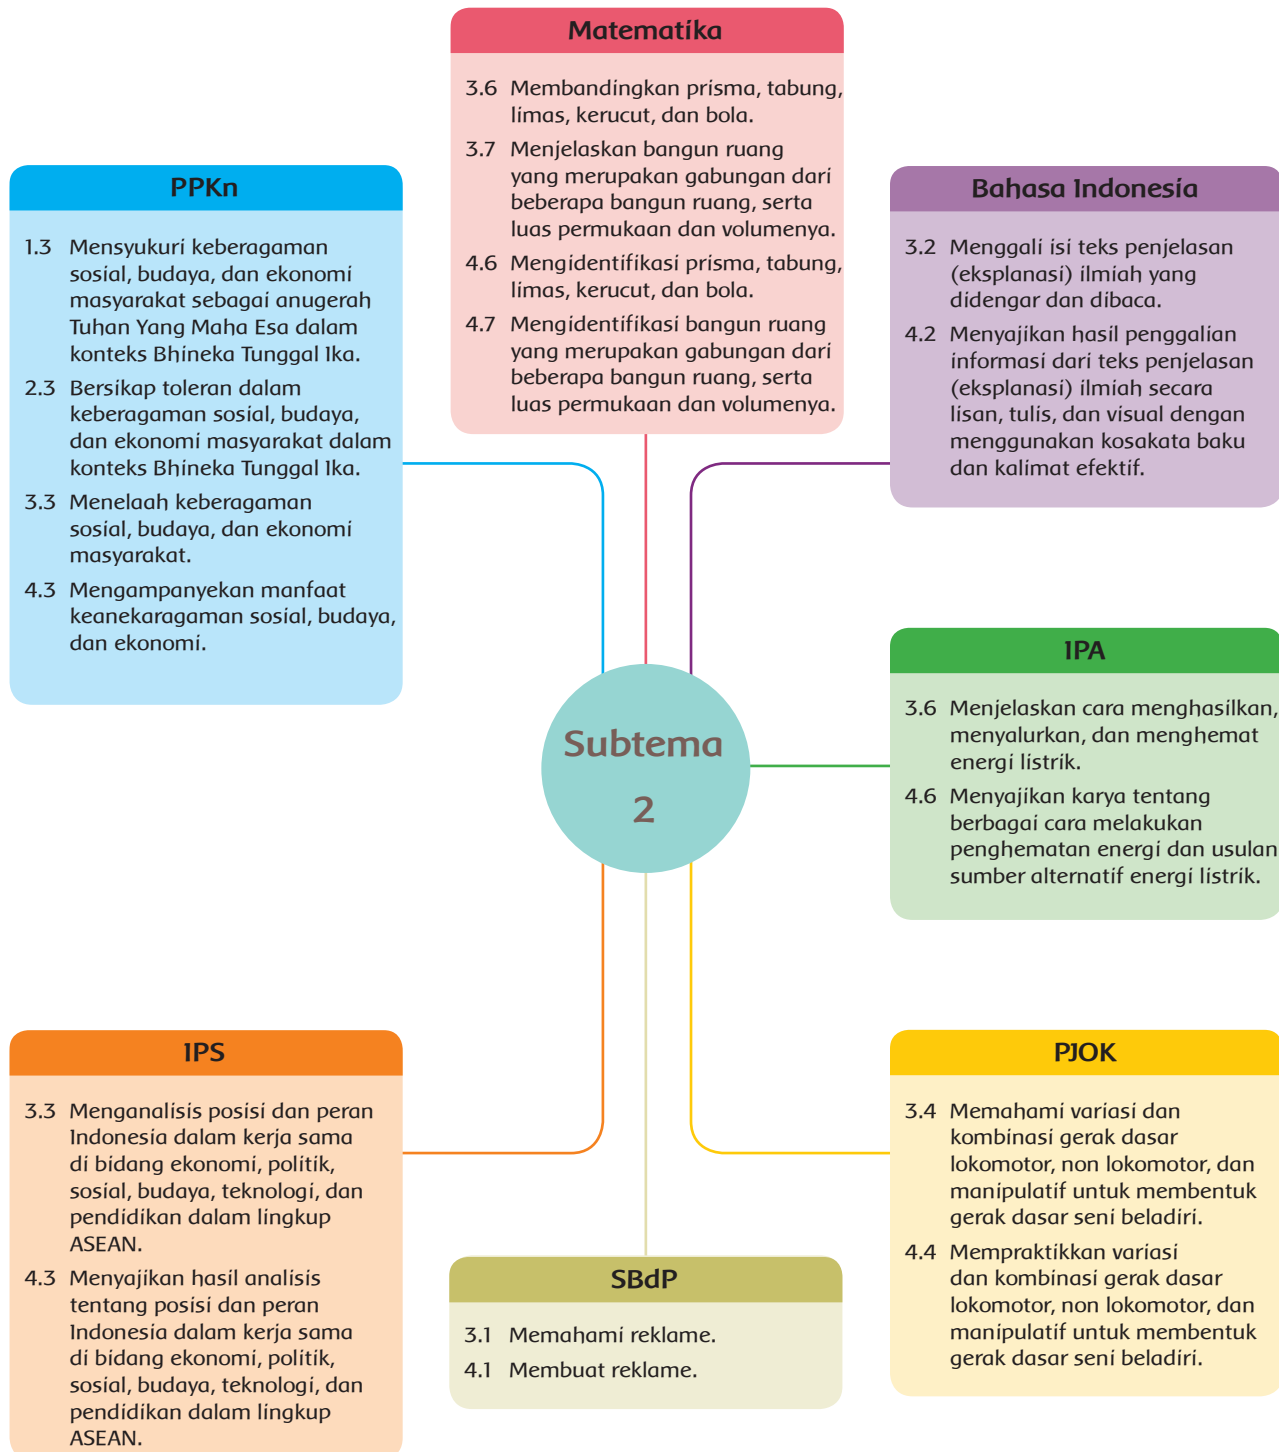 Matematika
3.6 Membandingkan prisma, tabung,
limas, kerucut, dan bola.
3.7 Menjelaskan bangun ruang
yang merupakan gabungan dari
beberapa bangun ruang, serta
luas permukaan dan volumenya.
4.6 Mengidentifikasi prisma, tabung,
limas, kerucut, dan bola.
4.7 Mengidentifikasi bangun ruang
yang merupakan gabungan dari
beberapa bangun ruang, serta
luas permukaan dan volumenya.
PPKn
1.3 Mensyukuri keberagaman
sosial, budaya, dan ekonomi
masyarakat sebagai anugerah
Tuhan Yang Maha Esa dalam
konteks Bhineka Tunggal Ika.
2.3 Bersikap toleran dalam
keberagaman sosial, budaya,
dan ekonomi masyarakat dalam
konteks Bhineka Tunggal Ika.
3.3 Menelaah keberagaman
sosial, budaya, dan ekonomi
masyarakat.
4.3 Mengampanyekan manfaat
keanekaragaman sosial, budaya,
dan ekonomi.
Bahasa Indonesia
3.2 Menggali isi teks penjelasan
(eksplanasi) ilmiah yang
didengar dan dibaca.
4.2 Menyajikan hasil penggalian
informasi dari teks penjelasan
(eksplanasi) ilmiah secara
lisan, tulis, dan visual dengan
menggunakan kosakata baku
dan kalimat efektif.
IPA
3.6 Menjelaskan cara menghasilkan,
menyalurkan, dan menghemat
energi listrik.
4.6 Menyajikan karya tentang
berbagai cara melakukan
penghematan energi dan usulan
sumber alternatif energi listrik.
Subtema
2
IPS
3.3 Menganalisis posisi dan peran
Indonesia dalam kerja sama
di bidang ekonomi, politik,
sosial, budaya, teknologi, dan
pendidikan dalam lingkup
ASEAN.
4.3 Menyajikan hasil analisis
tentang posisi dan peran
Indonesia dalam kerja sama
di bidang ekonomi, politik,
sosial, budaya, teknologi, dan
pendidikan dalam lingkup
ASEAN.
SBdP
3.1 Memahami reklame.
4.1 Membuat reklame.
PJOK
3.4 Memahami variasi dan
kombinasi gerak dasar
lokomotor, non lokomotor, dan
manipulatif untuk membentuk
gerak dasar seni beladiri.
4.4 Mempraktikkan variasi
dan kombinasi gerak dasar
lokomotor, non lokomotor, dan
manipulatif untuk membentuk
gerak dasar seni beladiri.